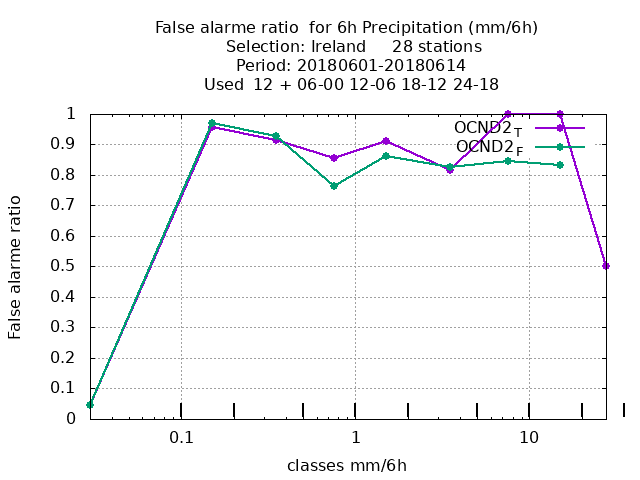 False alarme ratio  for 6h Precipitation (mm/6h)
Selection: Ireland     28 stations
Period: 20180601-20180614
Used  12 + 06-00 12-06 18-12 24-18
OCND2_T
OCND2_F
1
0.9
0.8
0.7
0.6
0.5
0.4
0.3
0.2
0.1
0
False alarme ratio
0.1 1 10
classes mm/6h